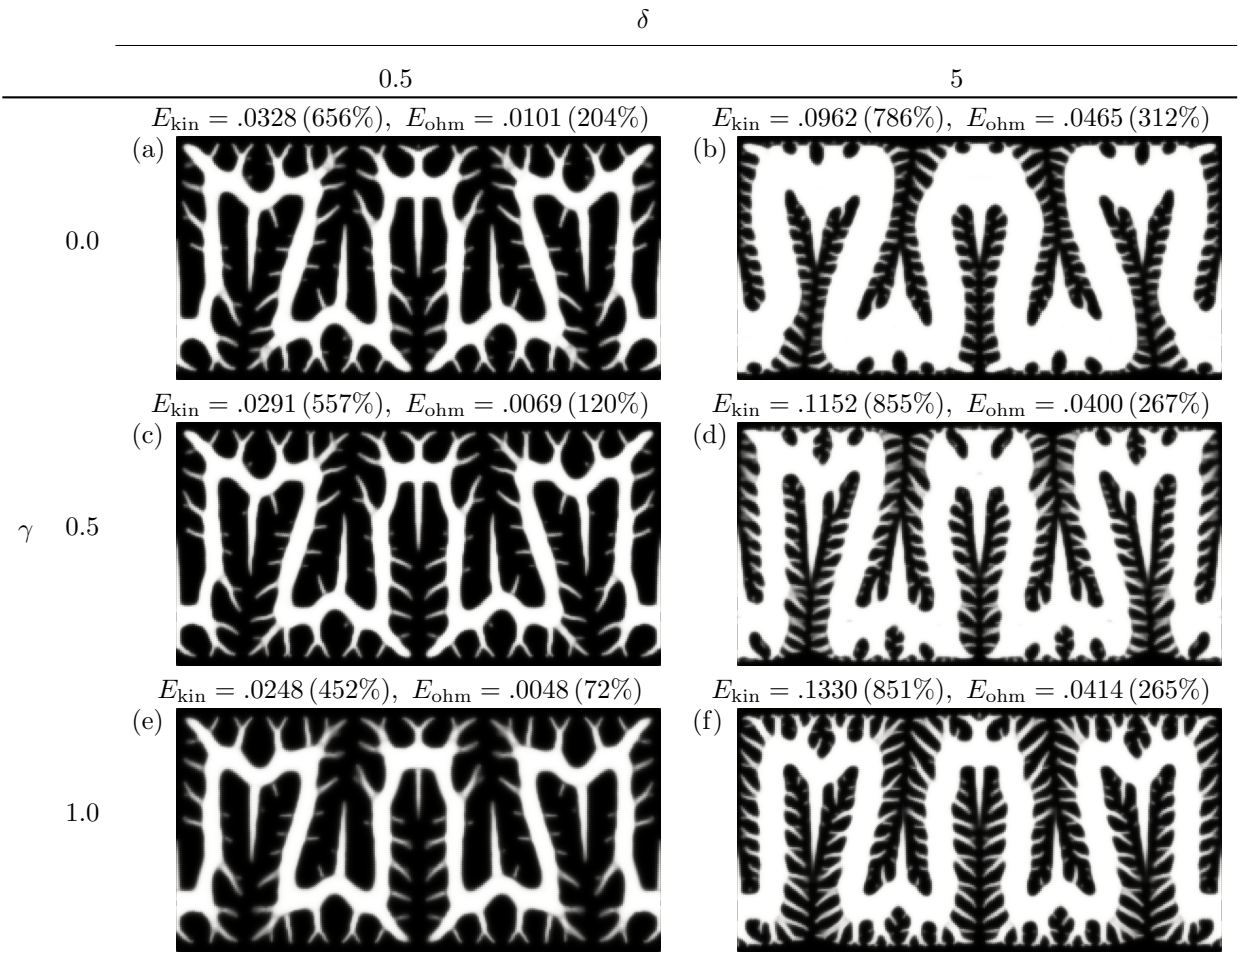 δ
0.5 5
E_kin = .0328 (656%), E_ohm = .0101 (204%) E_kin = .0962 (786%), E_ohm = .0465 (312%)
(a) (b)
0.0
E_kin = .0291 (557%), E_ohm = .0069 (120%) E_kin = .1152 (855%), E_ohm = .0400 (267%)
(c) (d)
γ 0.5
E_kin = .0248 (452%), E_ohm = .0048 (72%) E_kin = .1330 (851%), E_ohm = .0414 (265%)
(e) (f)
1.0